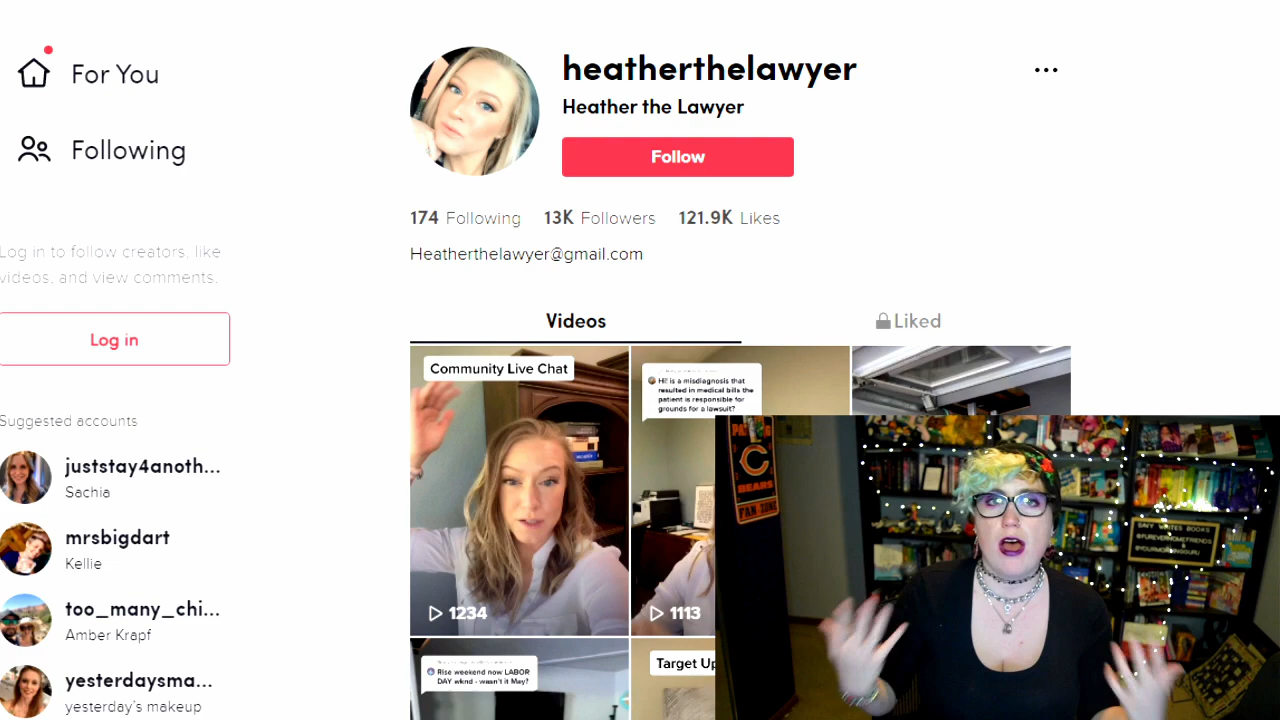 For You
Following
Log in to follow creators, like
videos, and view comments.
Log in
Suggested accounts
juststay4anoth...
Sachia
mrsbigdart
Kellie
too_many_chi...
Amber Krapf
yesterdaysma...
yesterday's makeup
heatherthelawyer
Heather the Lawyer
Follow
174 Following 13K Followers 121.9K Likes
Heatherthelawyer@gmail.com
Videos
Liked
Community Live Chat
1234
Hi! is a misdiagnosis that
resulted in medical bills the
patient is responsible for
grounds for a lawsuit?
1113
Rise weekend now LABOR
DAY wknd - wasn't it May?
Target Up
BEARS
FAN ZONE
WRITES BOOKS
@FUREVERHOMEFRIENDS
&
@YOURMORNINGGURU